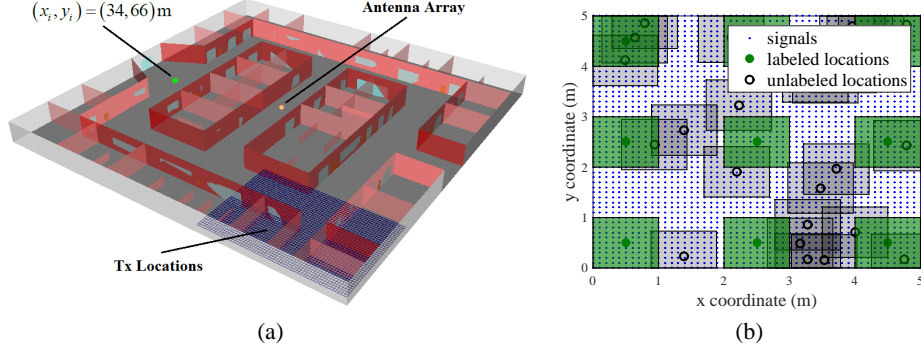 (x_i, y_i) = (34,66) m
Antenna Array
Tx Locations
(a)
signals
labeled locations
unlabeled locations
y coordinate (m)
5
4
3
2
1
0
0 1 2 3 4 5
x coordinate (m)
(b)